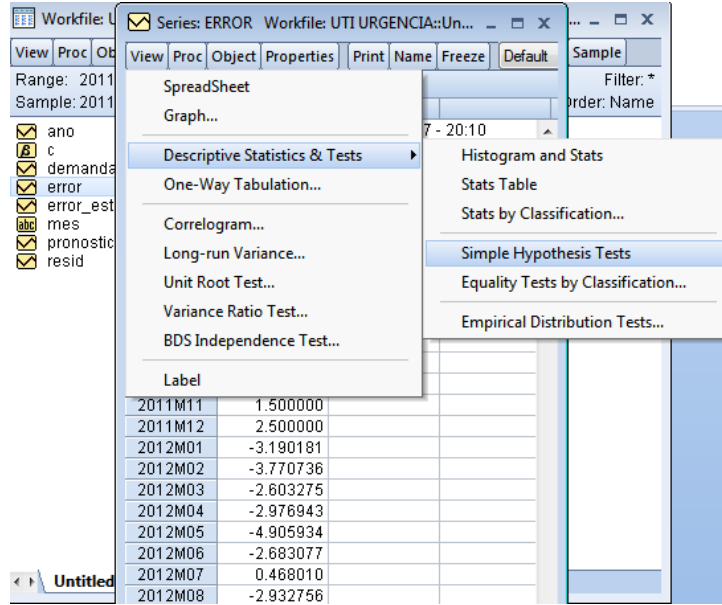 Workfile: U
View Proc Ob
Range: 2011
Sample: 2011
ano
c
demanda
error
error_est
mes
pronostic
resid
Untitled
Series: ERROR Workfile: UTI URGENCIA::Un...
View Proc Object Properties Print Name Freeze Default
7 - 20:10
SpreadSheet
Graph...
Descriptive Statistics & Tests
One-Way Tabulation...
Correlogram...
Long-run Variance...
Unit Root Test...
Variance Ratio Test...
BDS Independence Test...
Label
Histogram and Stats
Stats Table
Stats by Classification...
Simple Hypothesis Tests
Equality Tests by Classification...
Empirical Distribution Tests...
2011M11 1.500000
2011M12 2.500000
2012M01 -3.190181
2012M02 -3.770736
2012M03 -2.603275
2012M04 -2.976943
2012M05 -4.905934
2012M06 -2.683077
2012M07 0.468010
2012M08 -2.932756
...
Sample
Filter: *
Order: Name